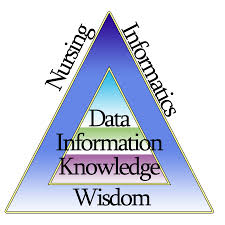 Nursing
Informatics
Data
Information
Knowledge
Wisdom